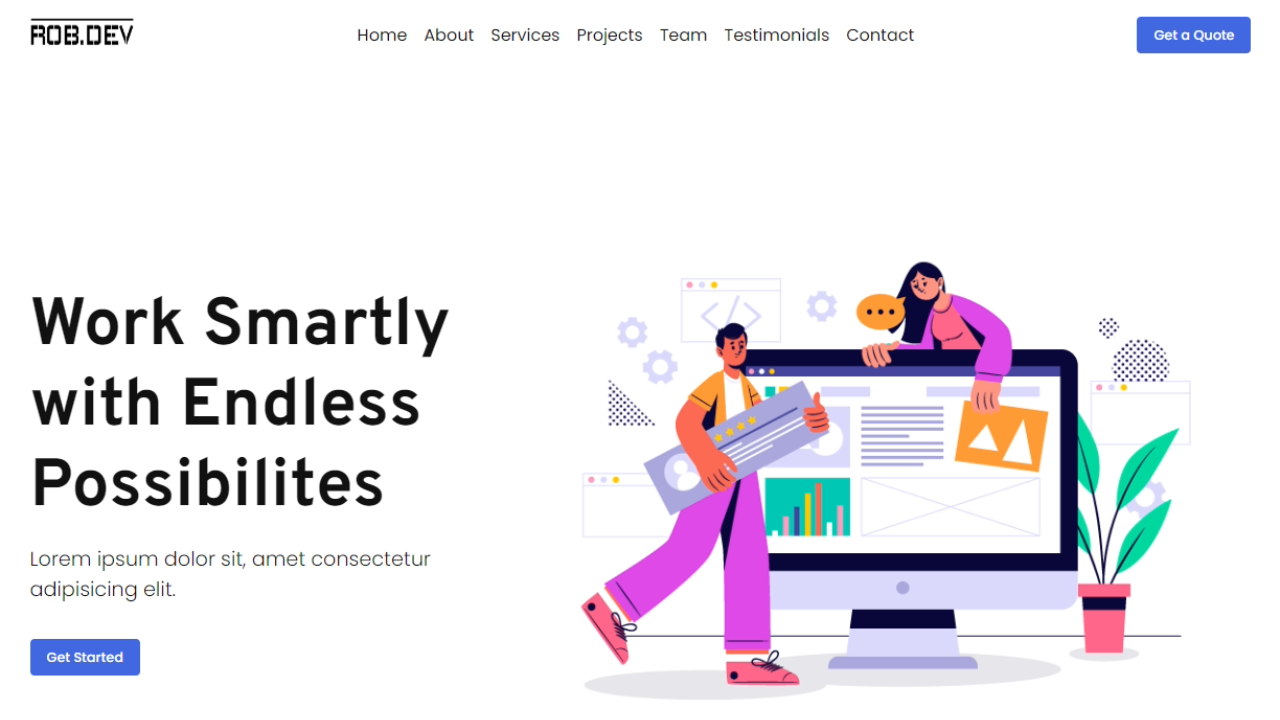 ROB.DEV
Home About Services Projects Team Testimonials Contact
Get a Quote
Work Smartly
with Endless
Possibilites
Lorem ipsum dolor sit, amet consectetur
adipisicing elit.
Get Started